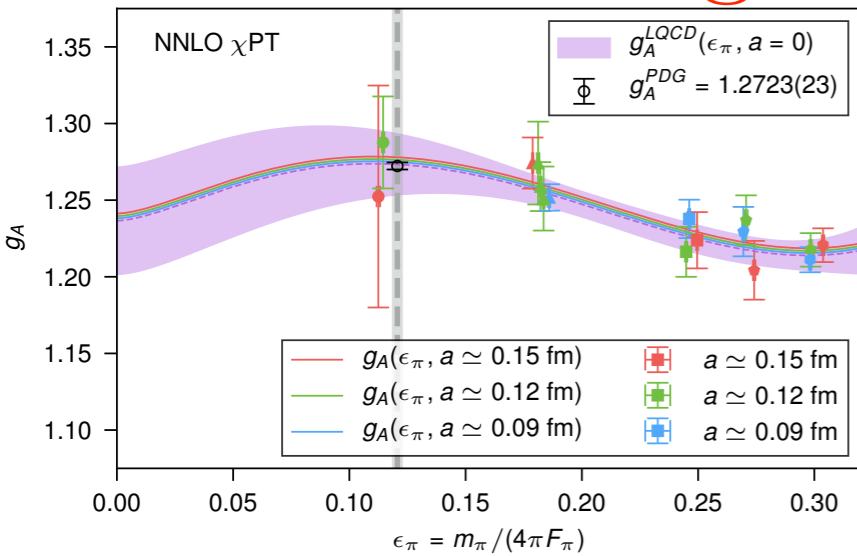 NNLO χPT
g_A^{LQCD}(ϵ_π, a = 0)
g_A^{PDG} = 1.2723(23)
1.35
1.30
1.25
1.20
1.15
1.10
g_A
g_A(ϵ_π, a ≃ 0.15 fm)
g_A(ϵ_π, a ≃ 0.12 fm)
g_A(ϵ_π, a ≃ 0.09 fm)
a ≃ 0.15 fm
a ≃ 0.12 fm
a ≃ 0.09 fm
0.00 0.05 0.10 0.15 0.20 0.25 0.30
ϵ_π = m_π/(4πF_π)